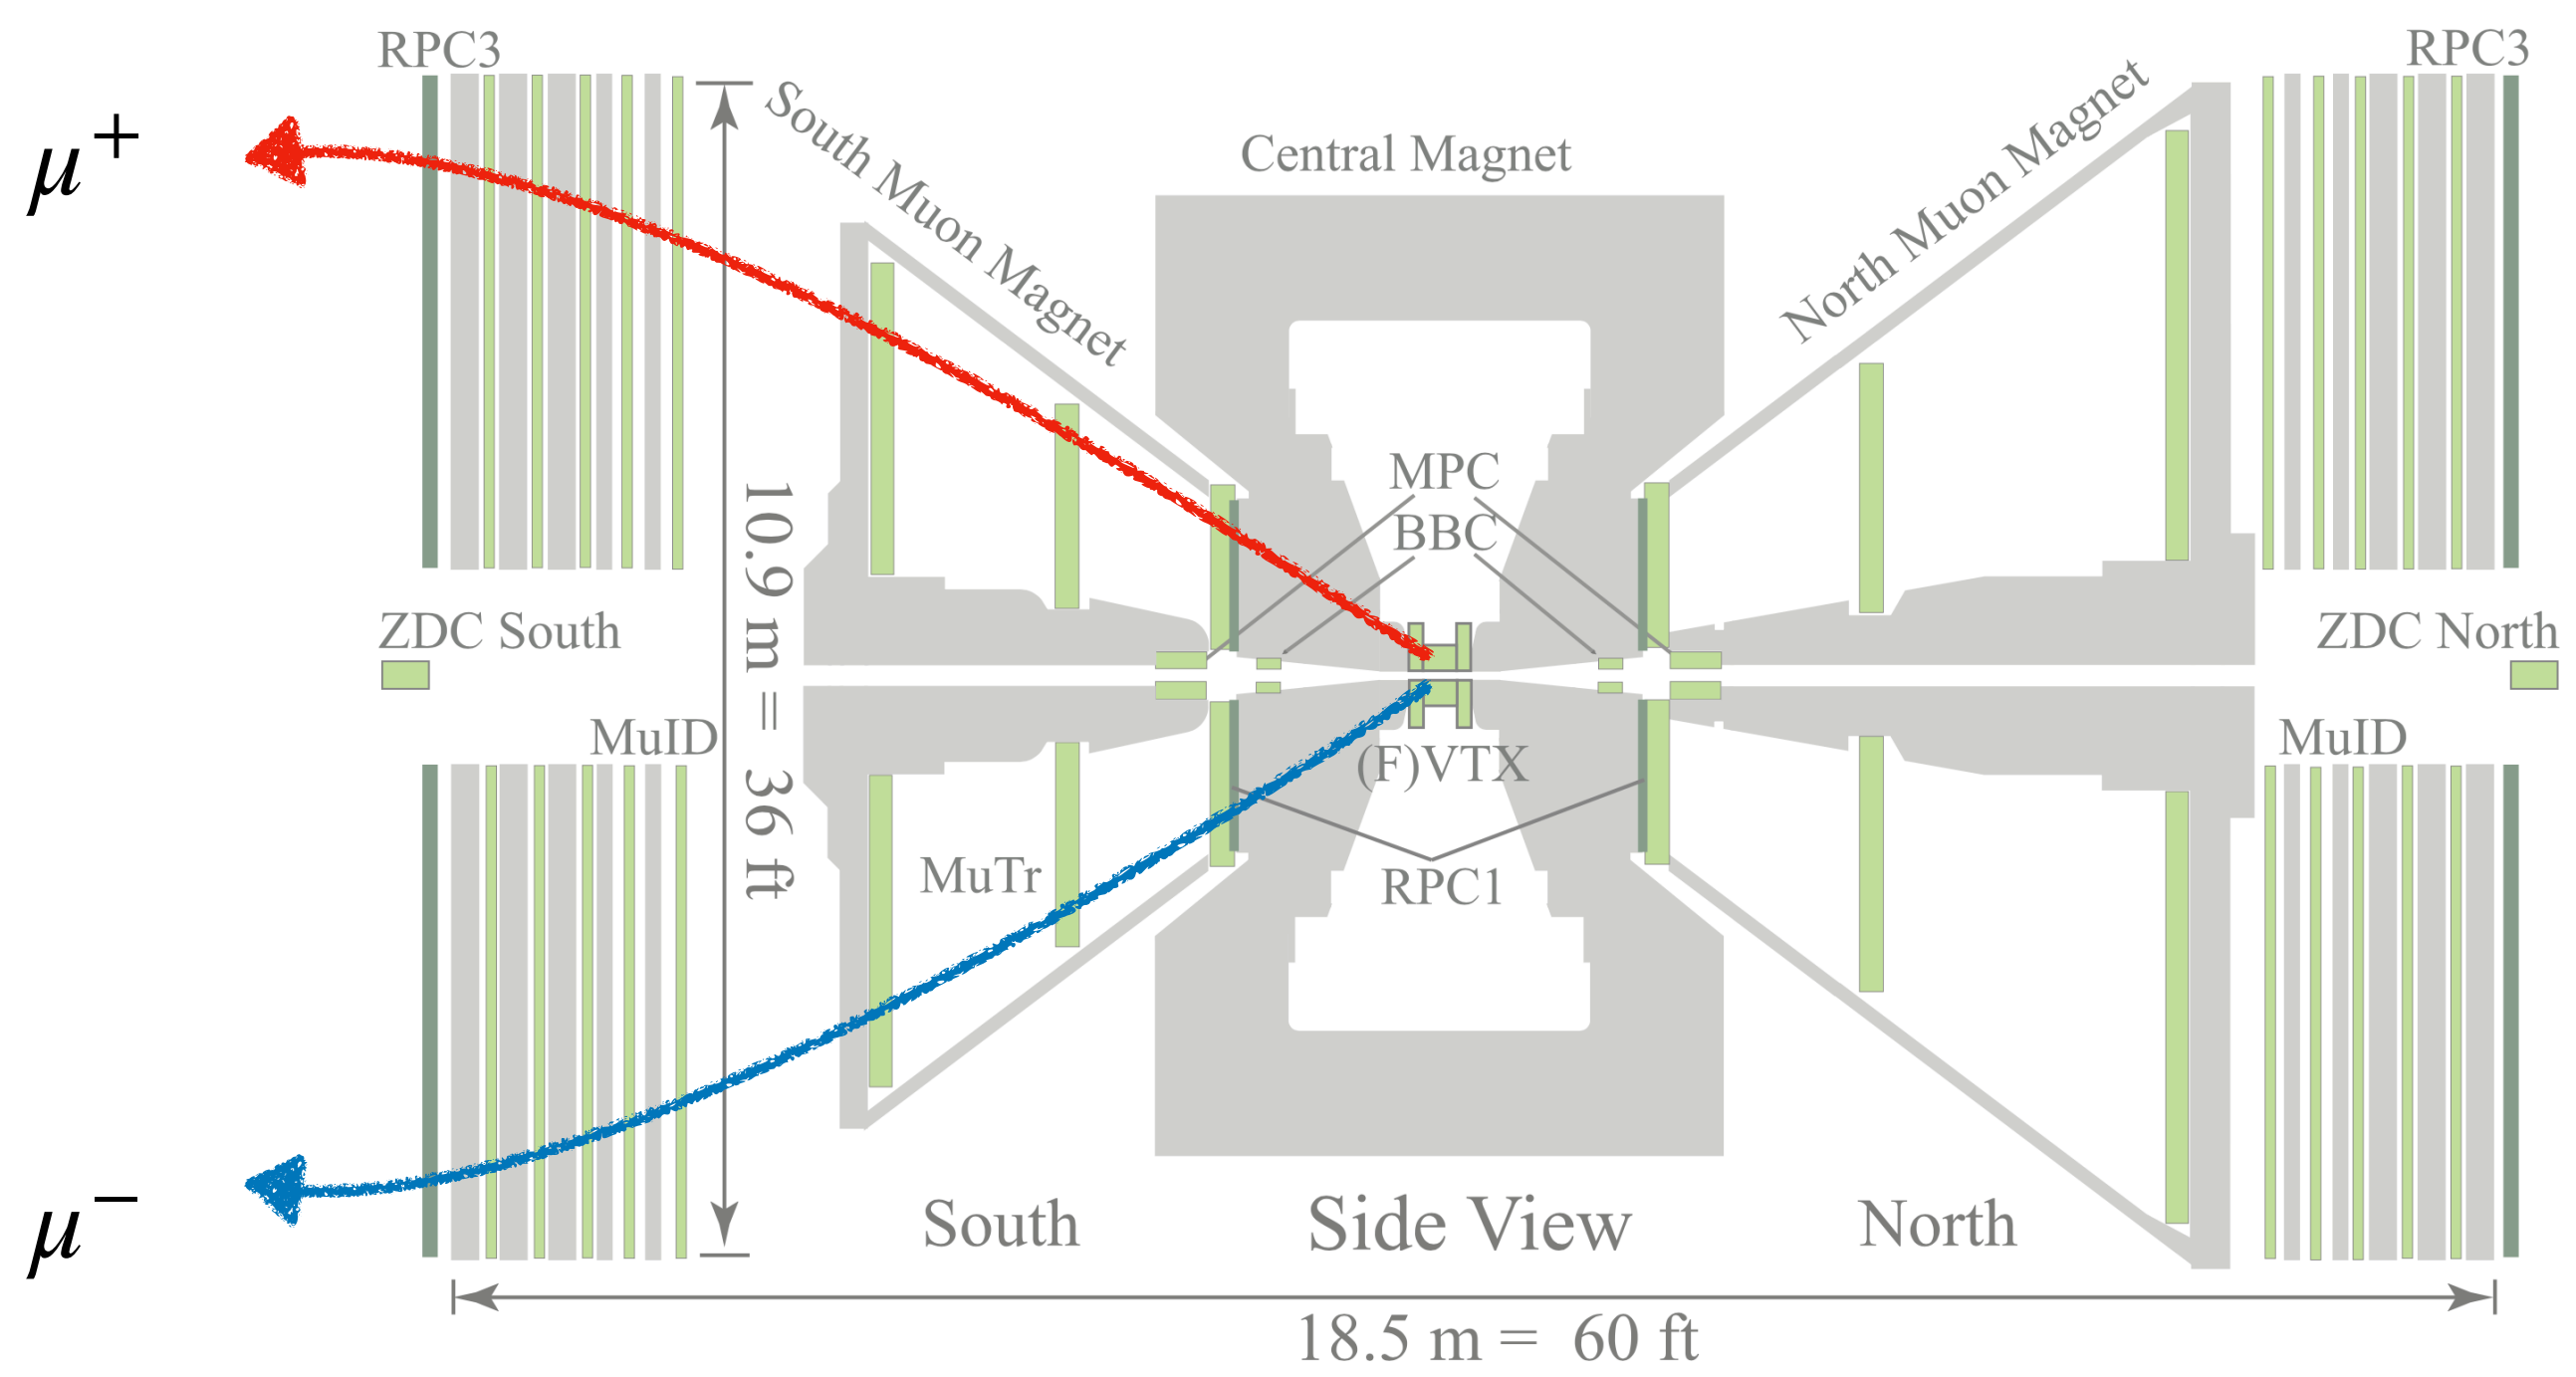 RPC3
RPC3
μ+
South Muon Magnet
Central Magnet
North Muon Magnet
MPC
BBC
10.9 m = 36 ft
ZDC South
ZDC North
MuID
(F)VTX
MuID
MuTr
RPC1
μ−
South
Side View
North
18.5 m = 60 ft